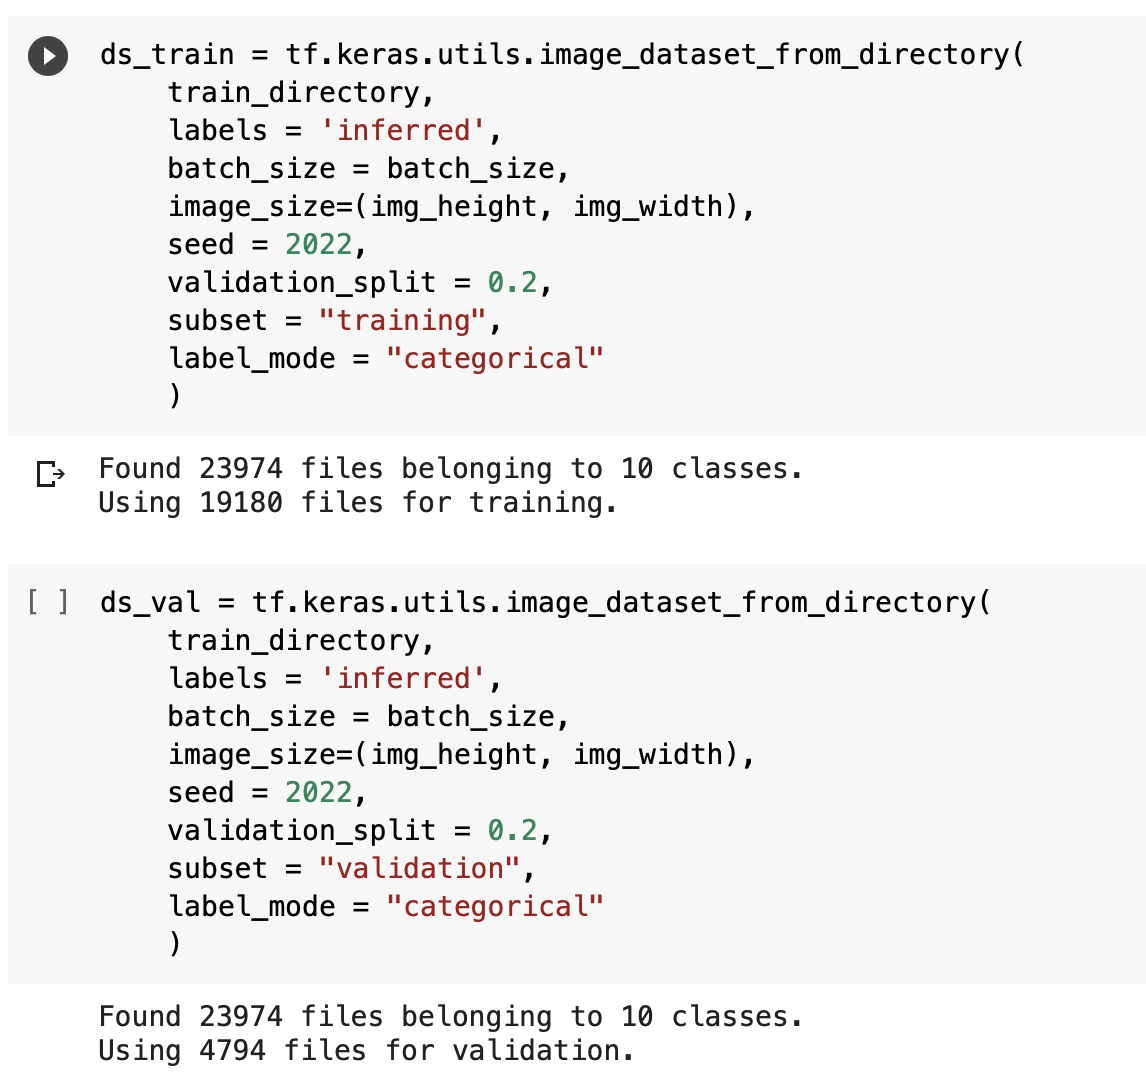 ds_train = tf.keras.utils.image_dataset_from_directory(
    train_directory,
    labels = 'inferred',
    batch_size = batch_size,
    image_size=(img_height, img_width),
    seed = 2022,
    validation_split = 0.2,
    subset = "training",
    label_mode = "categorical"
    )
Found 23974 files belonging to 10 classes.
Using 19180 files for training.
[ ] ds_val = tf.keras.utils.image_dataset_from_directory(
    train_directory,
    labels = 'inferred',
    batch_size = batch_size,
    image_size=(img_height, img_width),
    seed = 2022,
    validation_split = 0.2,
    subset = "validation",
    label_mode = "categorical"
    )
Found 23974 files belonging to 10 classes.
Using 4794 files for validation.